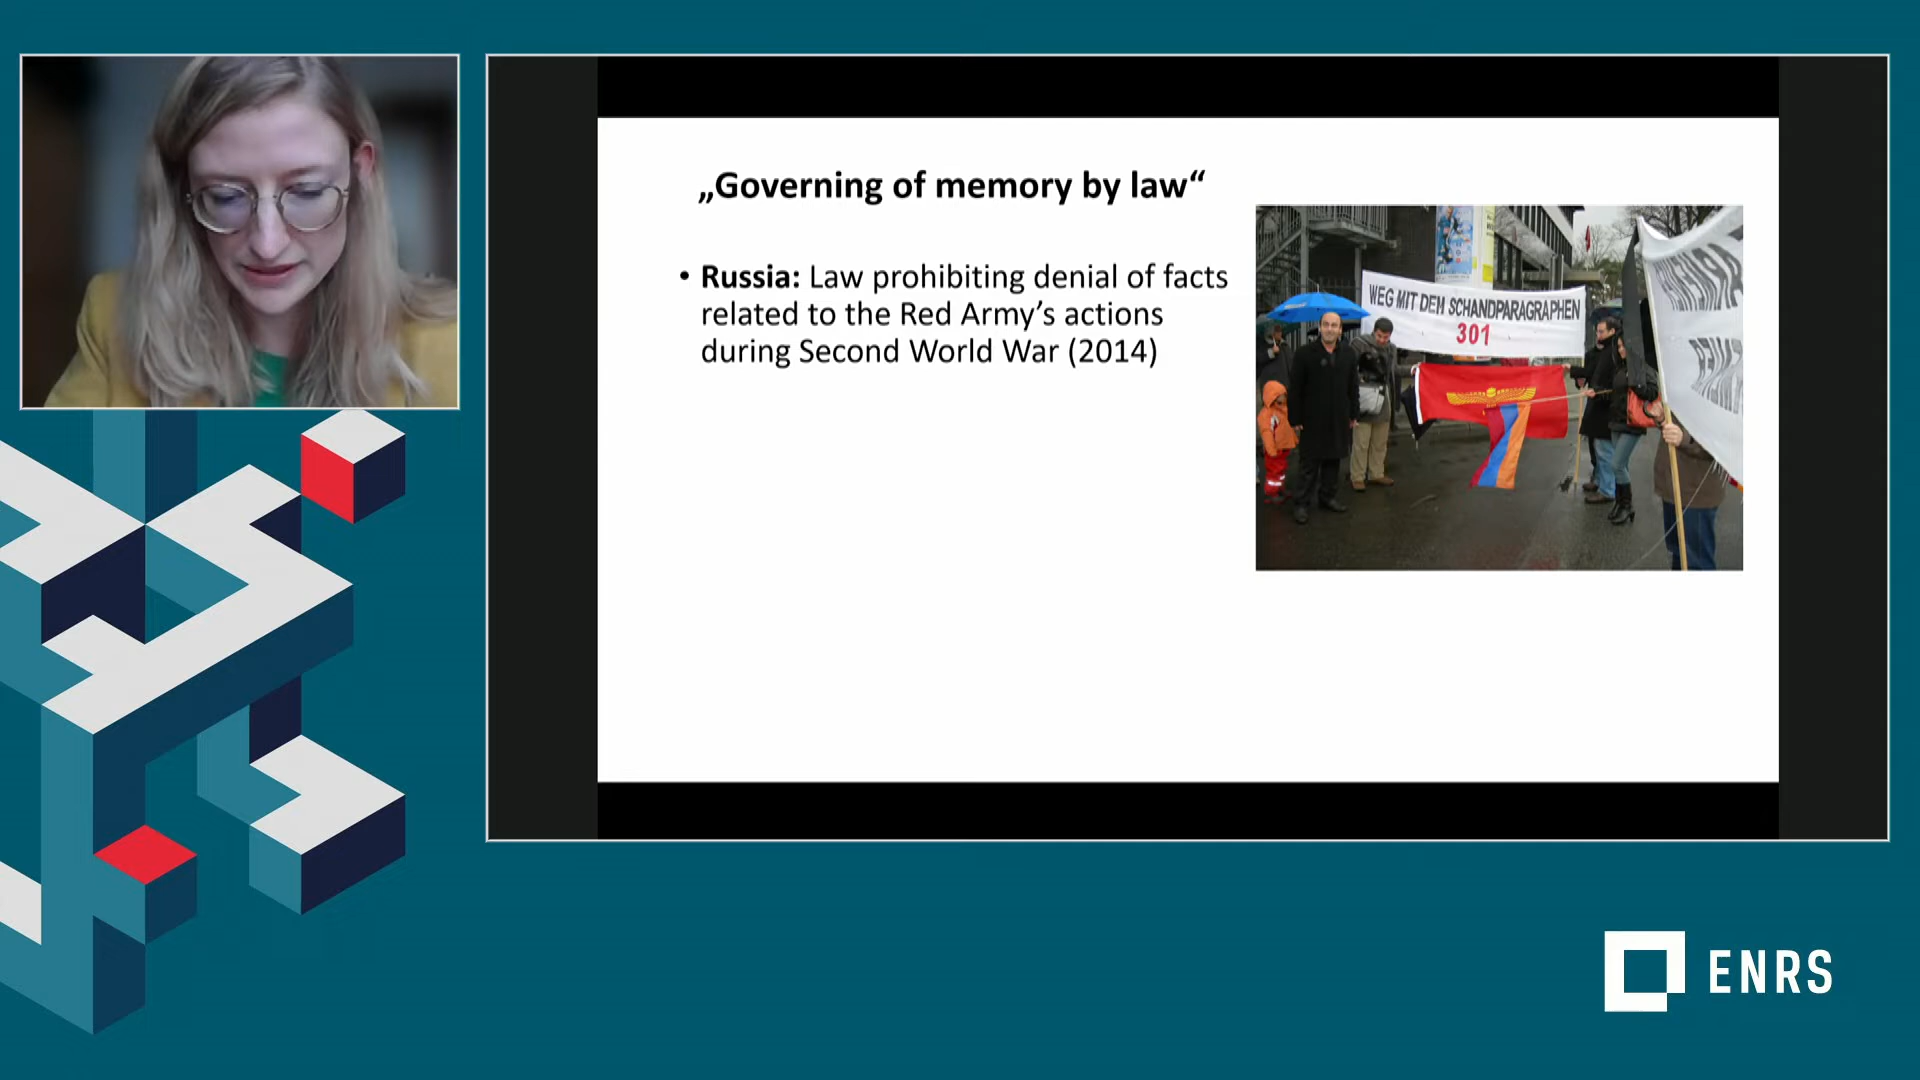 „Governing of memory by law“
• Russia: Law prohibiting denial of facts
related to the Red Army’s actions
during Second World War (2014)
WEG MIT DEM SCHANDPARAGRAPHEN
301
ENRS